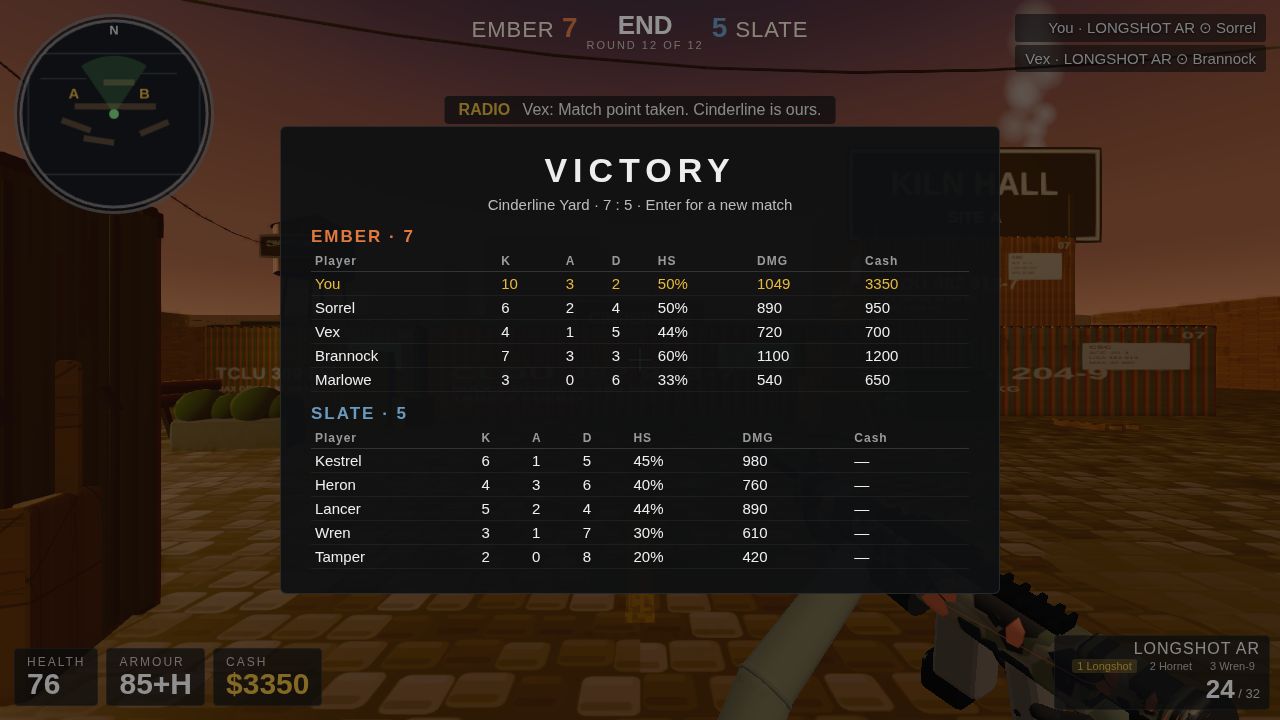 N
A B
EMBER 7 END 5 SLATE
ROUND 12 OF 12
You · LONGSHOT AR ⊙ Sorrel
Vex · LONGSHOT AR ⊙ Brannock
RADIO Vex: Match point taken. Cinderline is ours.
KILN HALL
SITE A
VICTORY
Cinderline Yard · 7 : 5 · Enter for a new match
EMBER · 7
Player K A D HS DMG Cash
You 10 3 2 50% 1049 3350
Sorrel 6 2 4 50% 890 950
Vex 4 1 5 44% 720 700
Brannock 7 3 3 60% 1100 1200
Marlowe 3 0 6 33% 540 650
SLATE · 5
Player K A D HS DMG Cash
Kestrel 6 1 5 45% 980 —
Heron 4 3 6 40% 760 —
Lancer 5 2 4 44% 890 —
Wren 3 1 7 30% 610 —
Tamper 2 0 8 20% 420 —
07
07
TCLU
204-9
HEALTH
76
ARMOUR
85+H
CASH
$3350
LONGSHOT AR
1 Longshot 2 Hornet 3 Wren-9
24 / 32